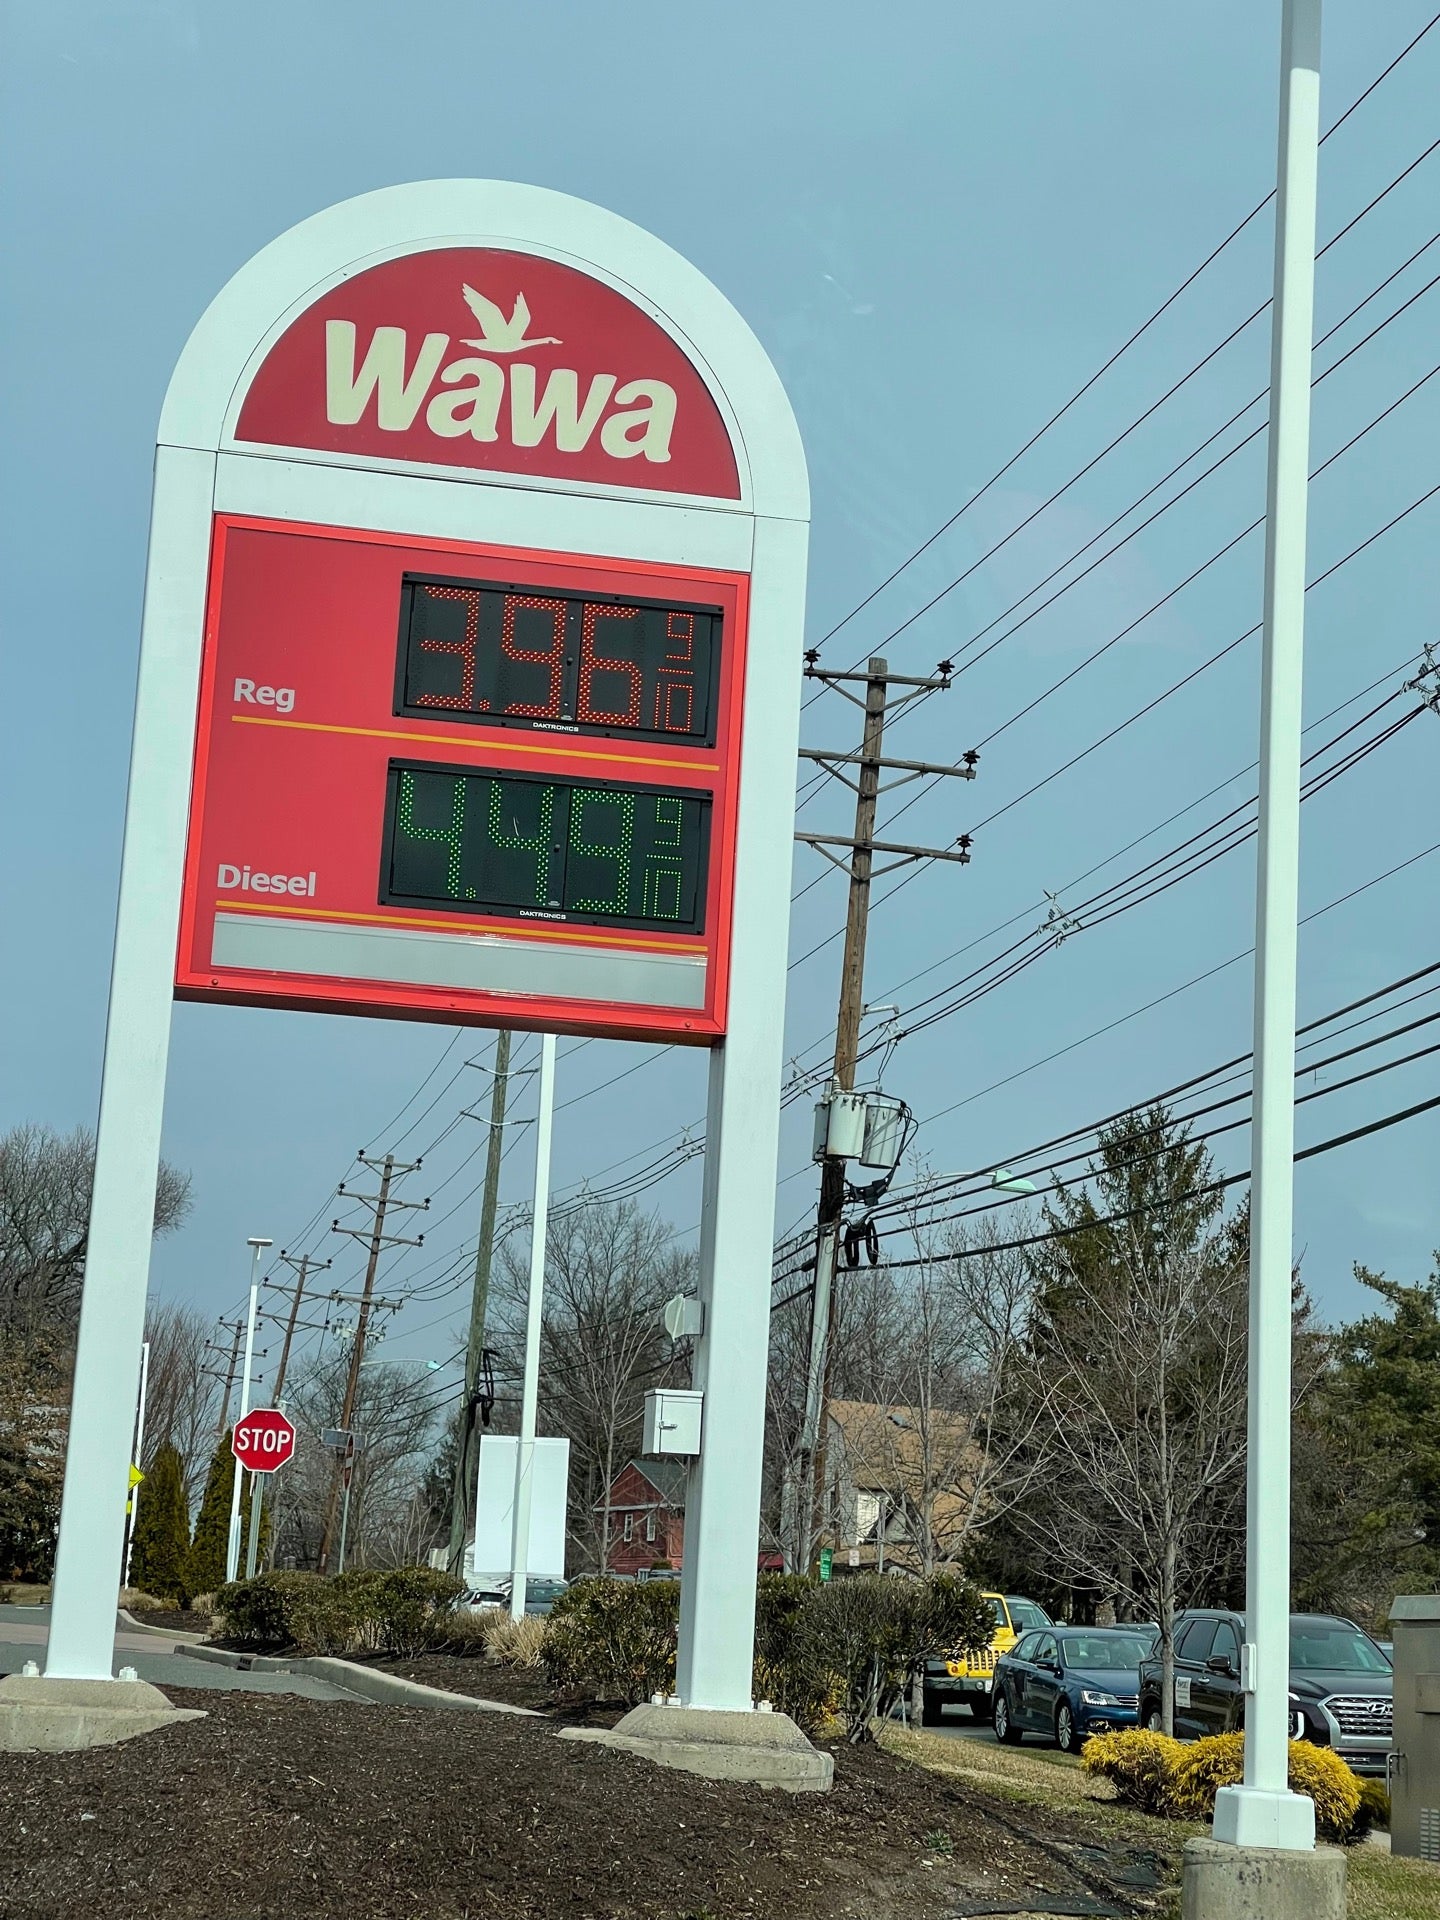 Wawa
Reg
3.96 9/10
DAKTRONICS
Diesel
4.49 9/10
DAKTRONICS
STOP